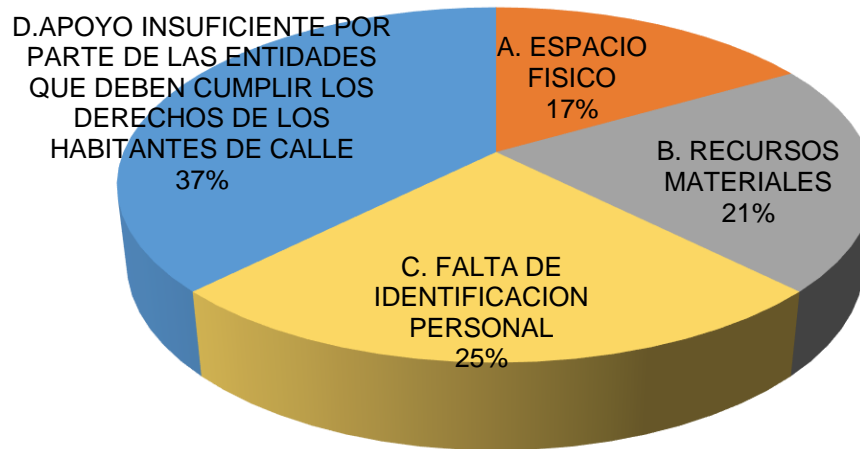 D.APOYO INSUFICIENTE POR
PARTE DE LAS ENTIDADES
QUE DEBEN CUMPLIR LOS
DERECHOS DE LOS
HABITANTES DE CALLE
37%
A. ESPACIO
FISICO
17%
B. RECURSOS
MATERIALES
21%
C. FALTA DE
IDENTIFICACION
PERSONAL
25%